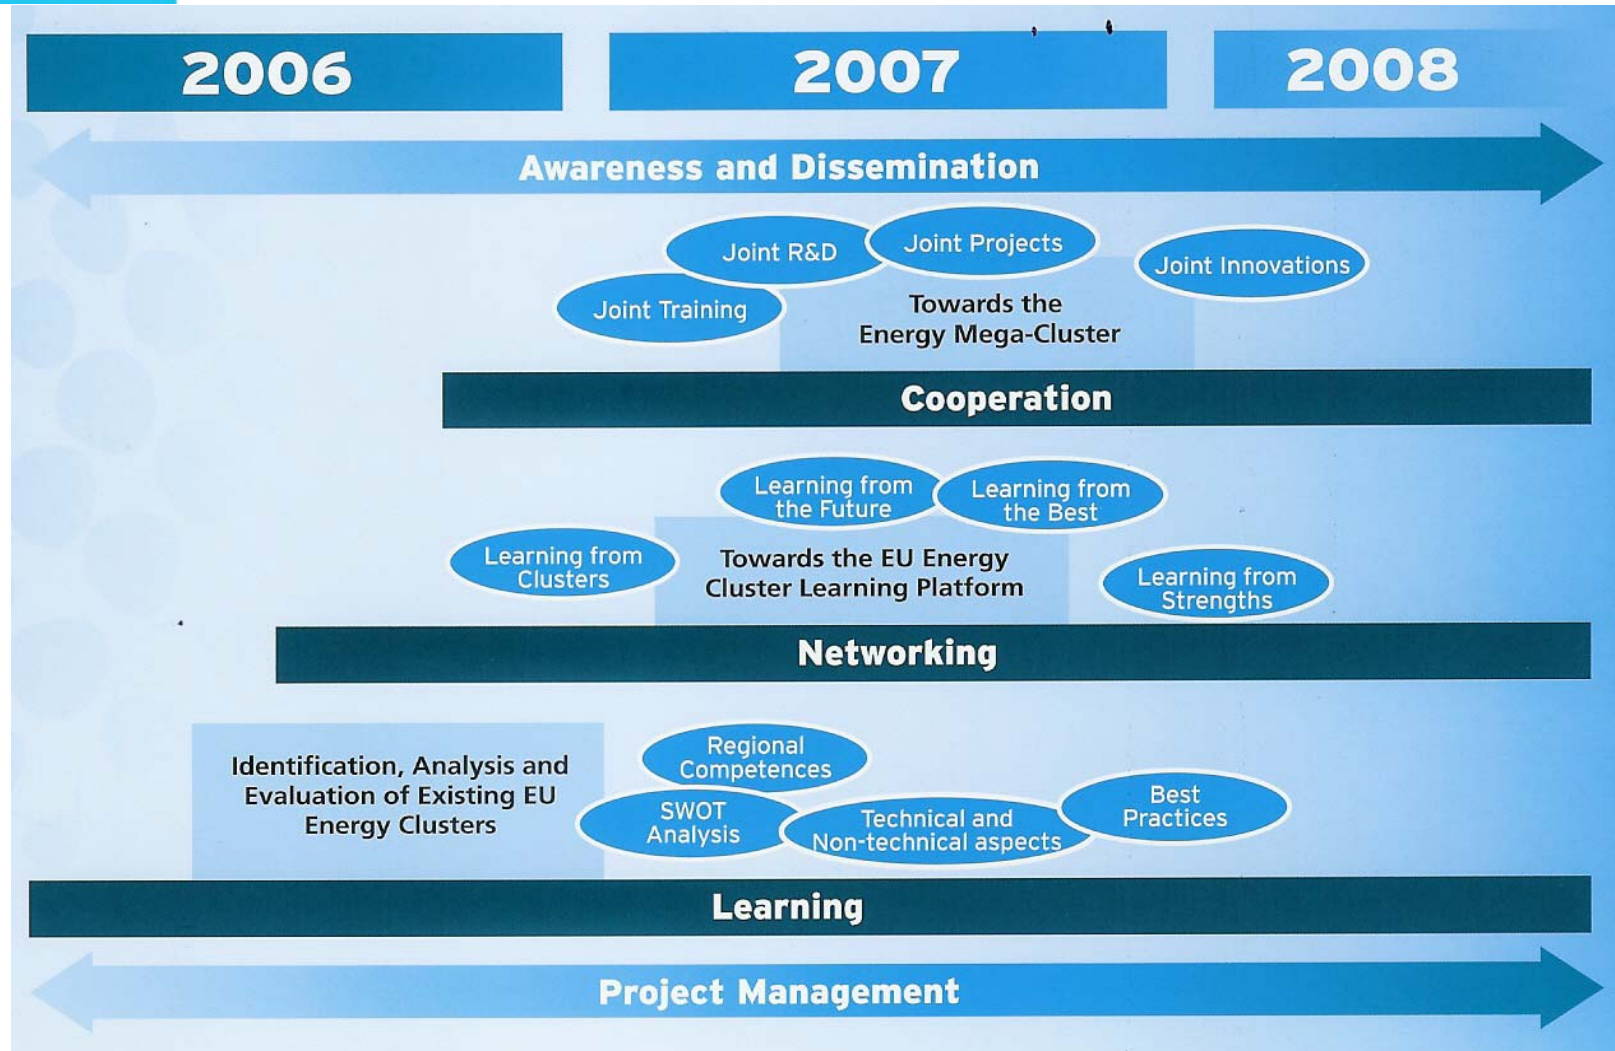 2006
2007
2008
Awareness and Dissemination
Joint R&D
Joint Projects
Joint Innovations
Joint Training
Towards the
Energy Mega-Cluster
Cooperation
Learning from
the Future
Learning from
the Best
Learning from
Clusters
Towards the EU Energy
Cluster Learning Platform
Learning from
Strengths
Networking
Identification, Analysis and
Evaluation of Existing EU
Energy Clusters
Regional
Competences
SWOT
Analysis
Technical and
Non-technical aspects
Best
Practices
Learning
Project Management